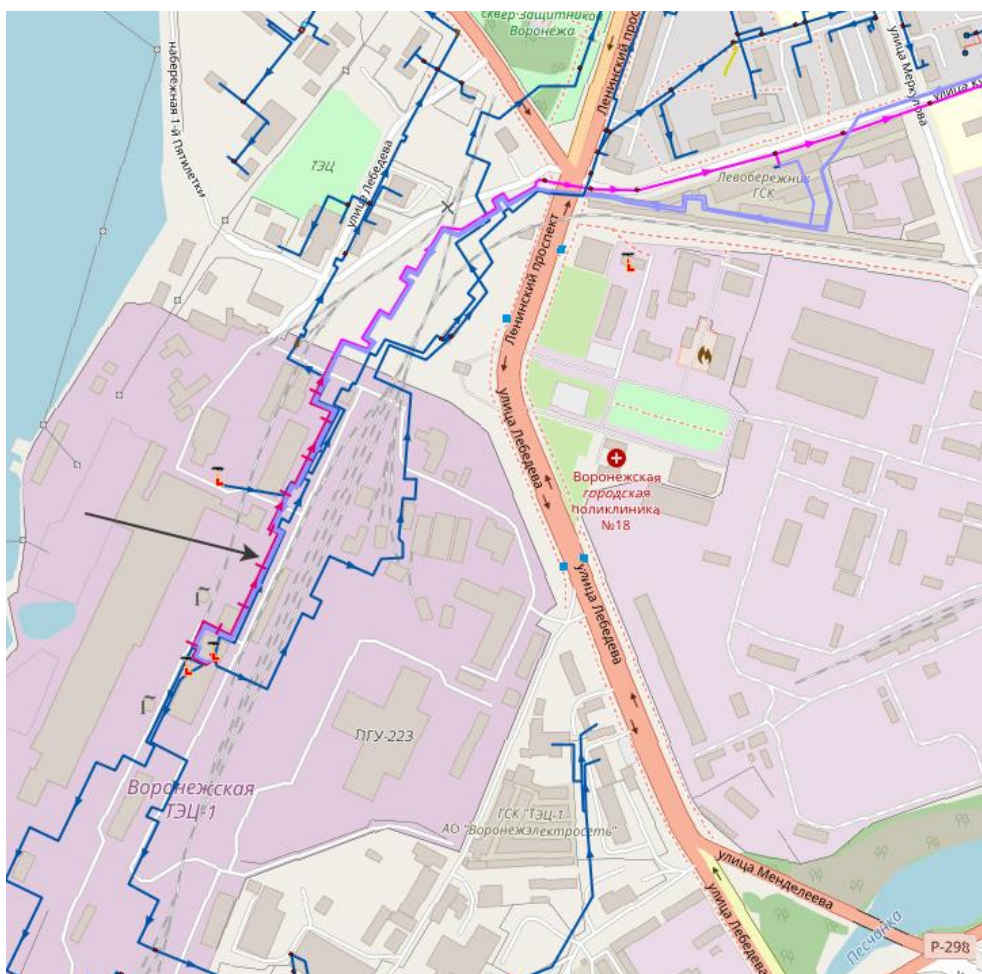 сквер Защитников
Воронежа
набережная 1-й Пятилетки
ТЭЦ
улица Лебедева
Ленинский проспект
улица Меркулова
Левобережник
ГСК
Ленинский проспект
улица Лебедева
Воронежская
городская
поликлиника
№18
улица Лебедева
ПГУ-223
Воронежская
ТЭЦ-1
ГСК "ТЭЦ-1
АО "Воронежэлектросеть"
улица Менделеева
улица Лебедева
Песчанка
Р-298